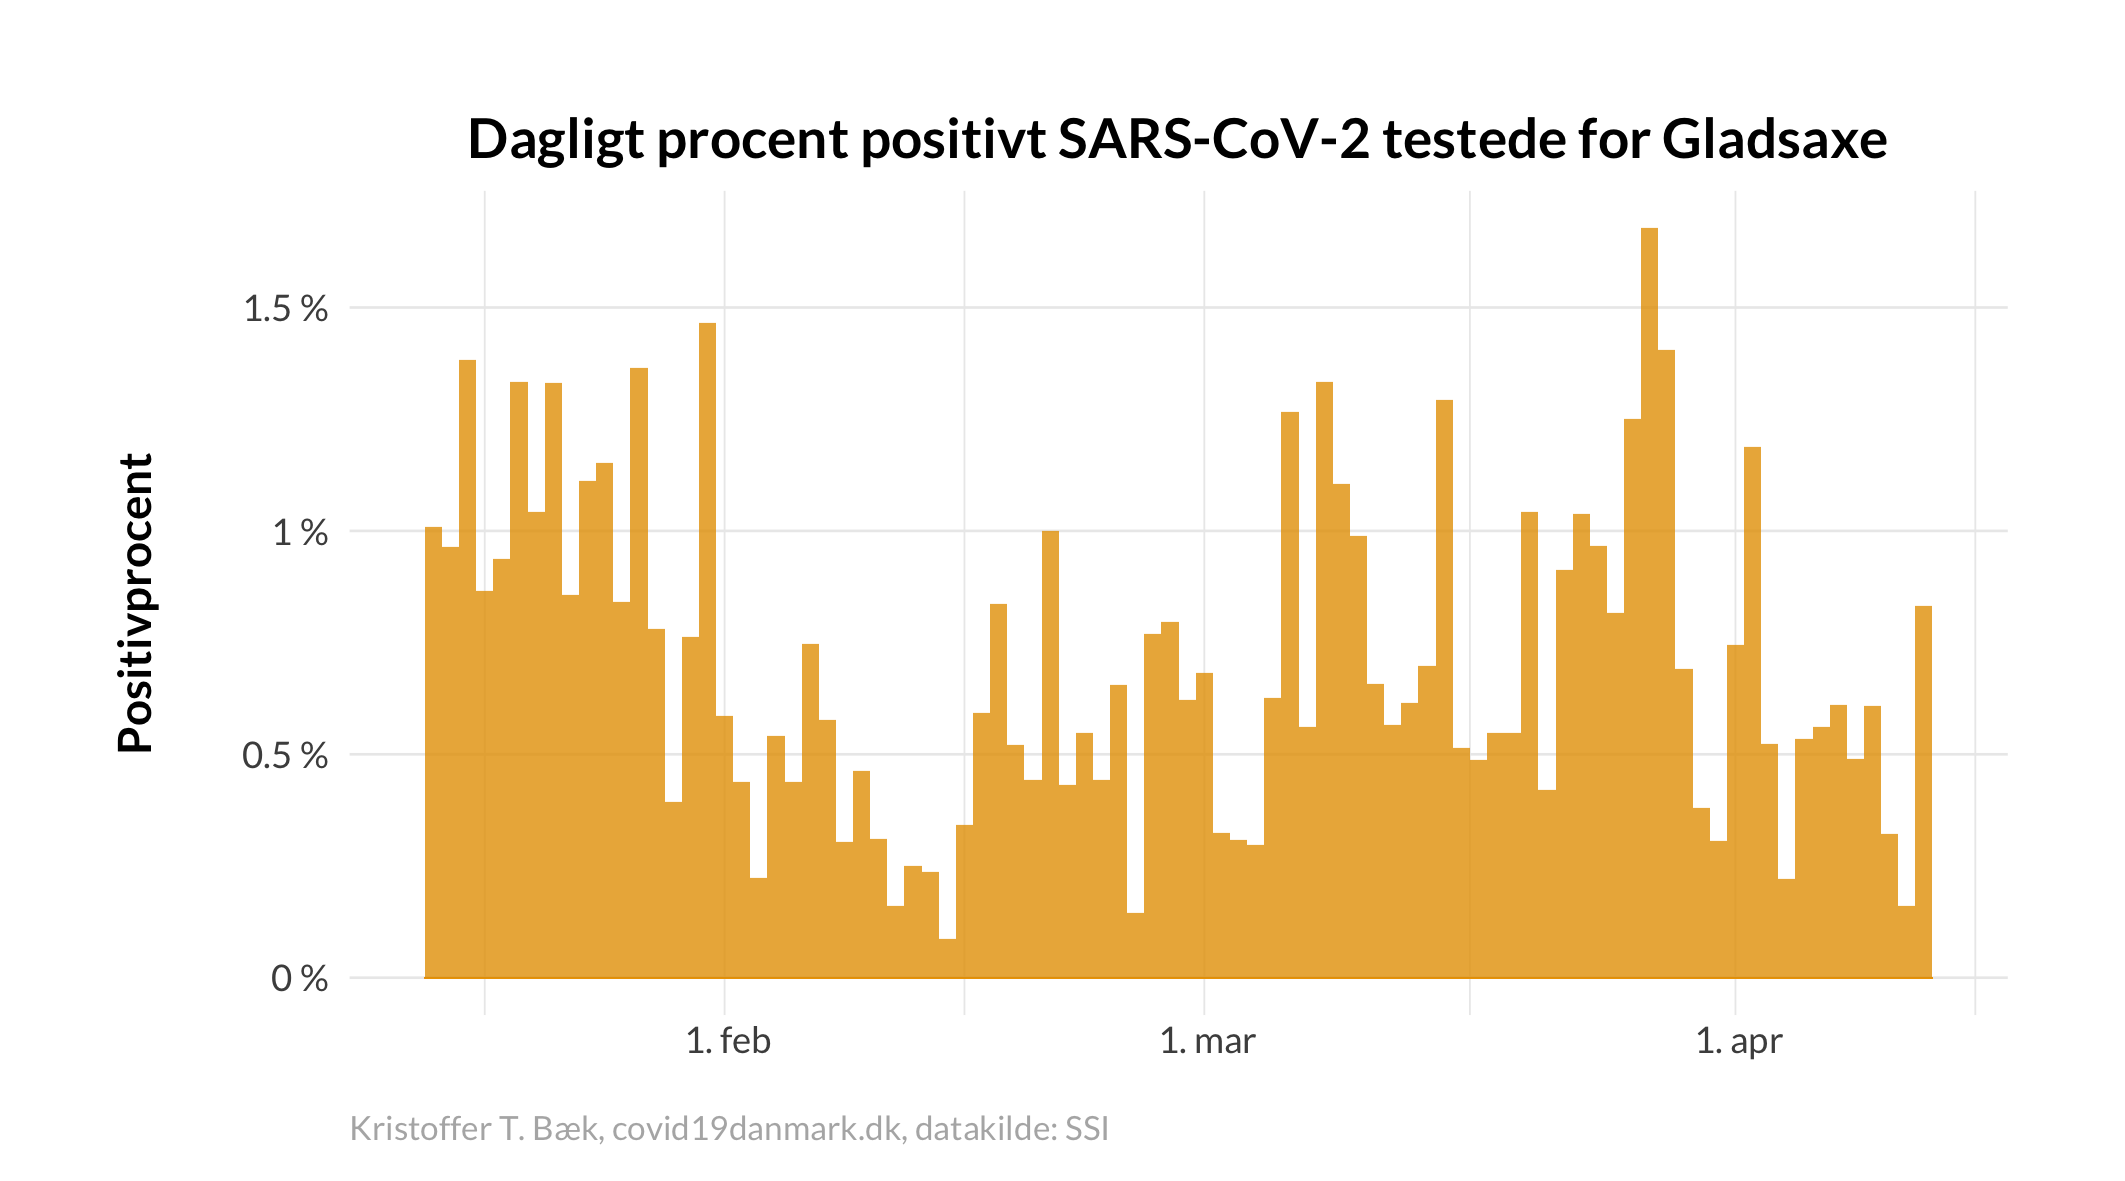 Dagligt procent positivt SARS-CoV-2 testede for Gladsaxe
Positivprocent
1.5 %
1 %
0.5 %
0 %
1. feb
1. mar
1. apr
Kristoffer T. Bæk, covid19danmark.dk, datakilde: SSI